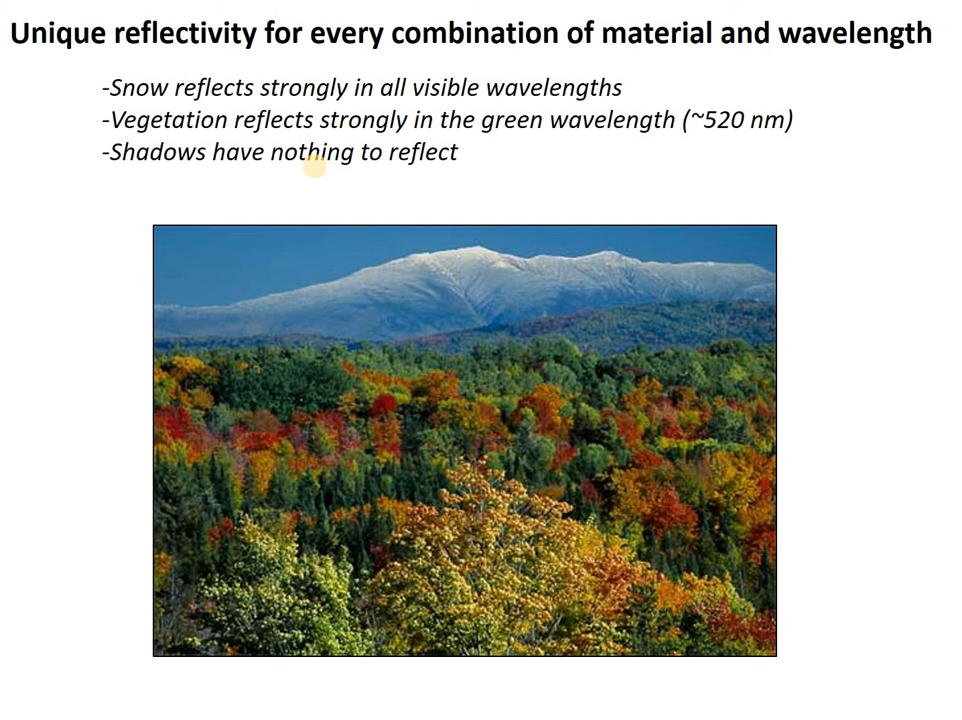 Unique reflectivity for every combination of material and wavelength
-Snow reflects strongly in all visible wavelengths
-Vegetation reflects strongly in the green wavelength (~520 nm)
-Shadows have nothing to reflect